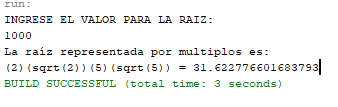 run:
INGRESE EL VALOR PARA LA RAIZ:
1000
La raíz representada por multiplos es:
(2)(sqrt(2))(5)(sqrt(5)) = 31.622776601683793
BUILD SUCCESSFUL (total time: 3 seconds)